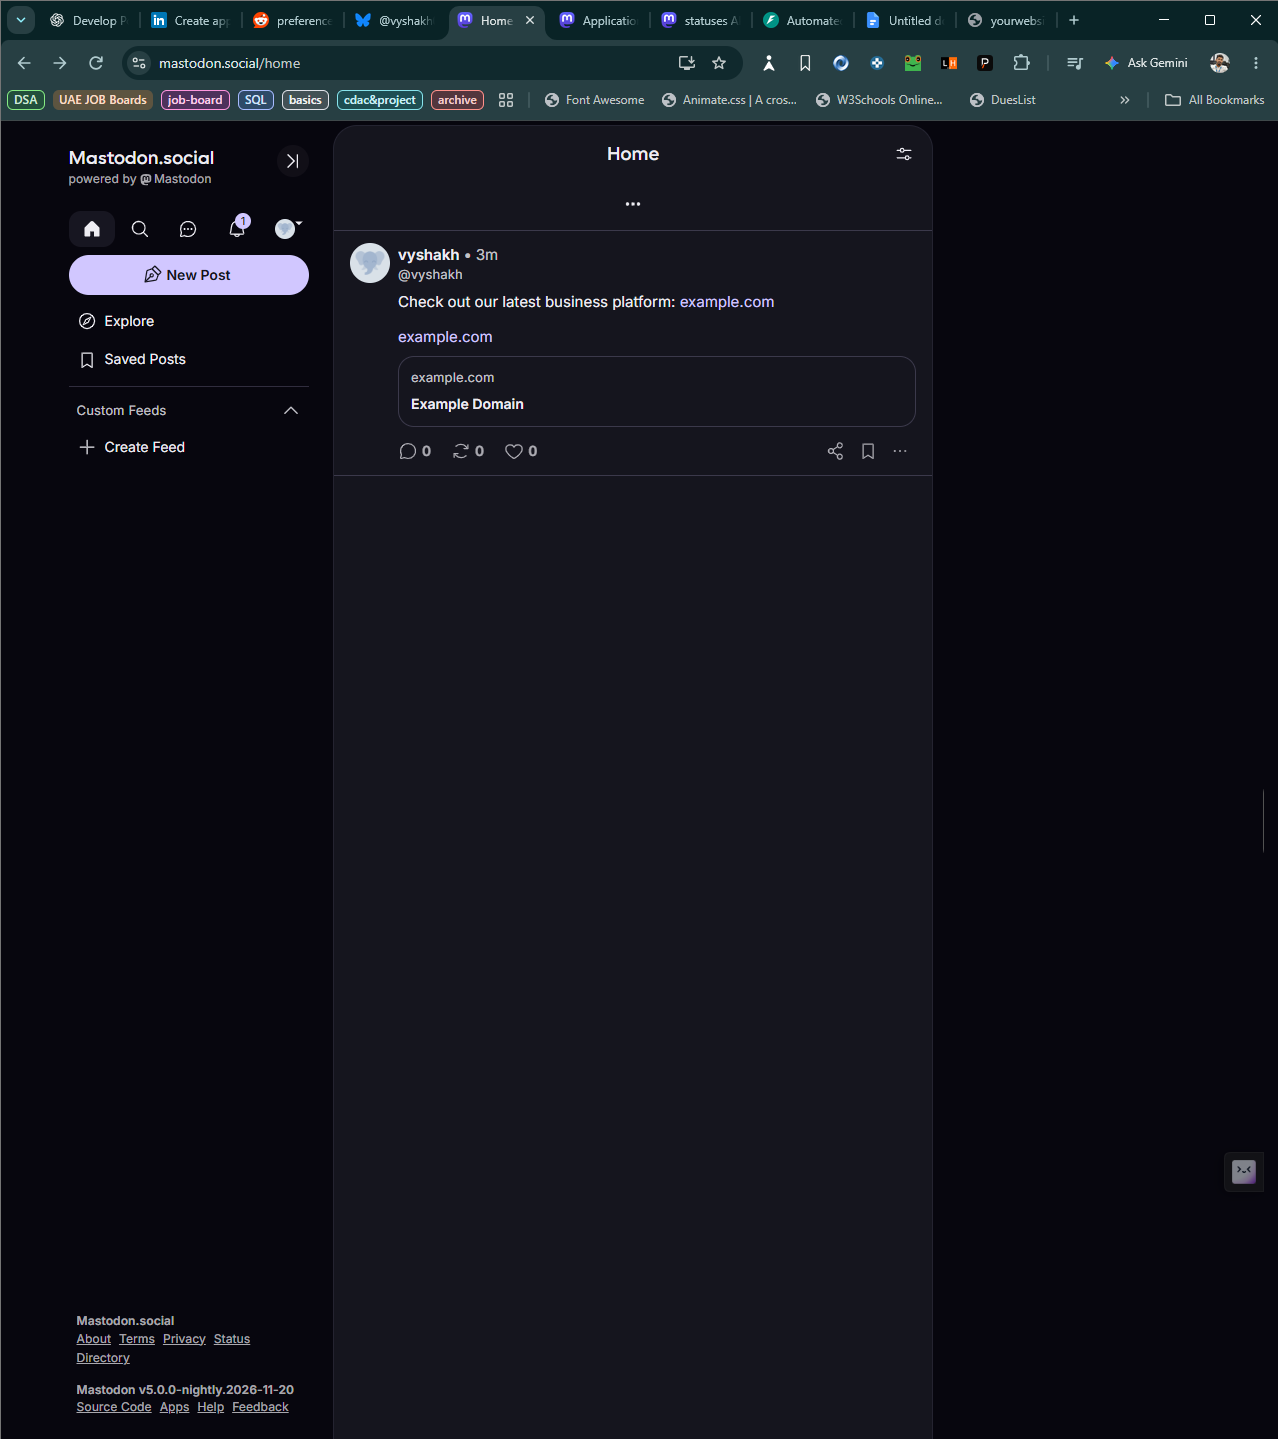 Develop P
Create app
preference
@vyshakh
Home
Applicatio
statuses A
Automate
Untitled d
yourwebsi
mastodon.social/home
Ask Gemini
DSA
UAE JOB Boards
job-board
SQL
basics
cdac&project
archive
Font Awesome
Animate.css | A cros...
W3Schools Online...
DuesList
All Bookmarks
Mastodon.social
powered by Mastodon
1
New Post
Explore
Saved Posts
Custom Feeds
Create Feed
Home
vyshakh • 3m
@vyshakh
Check out our latest business platform: example.com
example.com
example.com
Example Domain
0 0 0
Mastodon.social
About Terms Privacy Status
Directory
Mastodon v5.0.0-nightly.2026-11-20
Source Code Apps Help Feedback